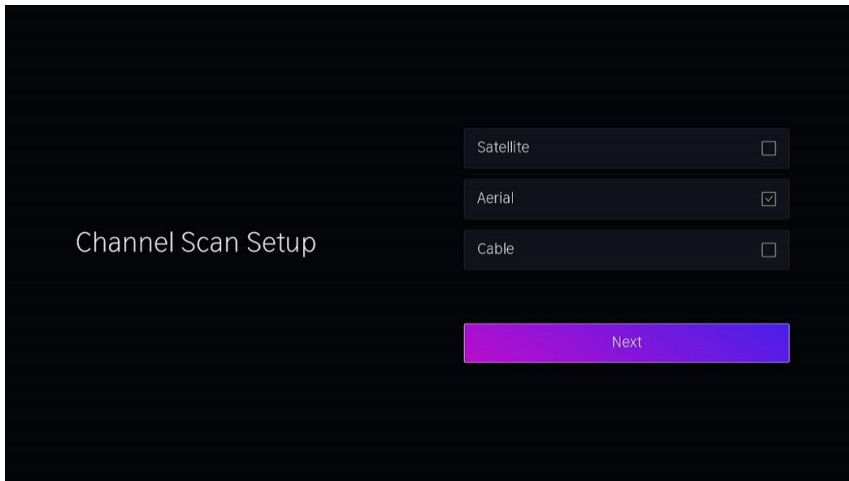 Satellite
Aerial
Channel Scan Setup
Cable
Next